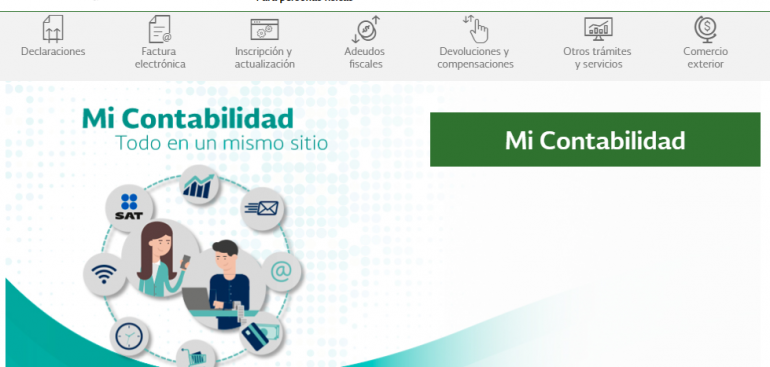 Para personas físicas
Declaraciones
Factura
electrónica
Inscripción y
actualización
Adeudos
fiscales
Devoluciones y
compensaciones
Otros trámites
y servicios
Comercio
exterior
Mi Contabilidad
Todo en un mismo sitio
SAT
@
Mi Contabilidad